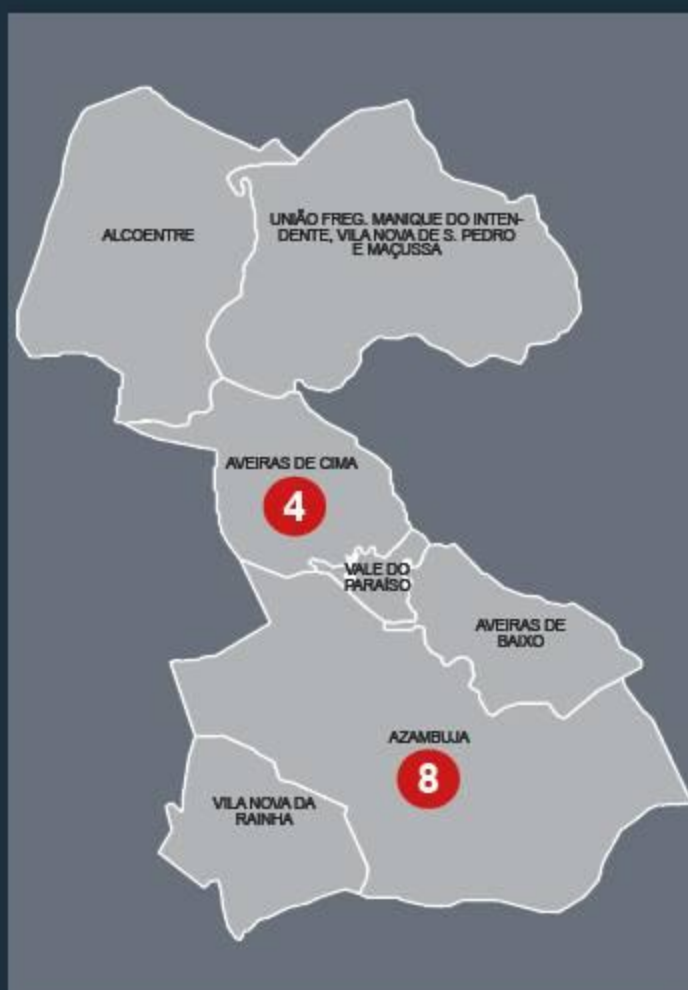 ALCOENTRE
UNIÃO FREG. MANIQUE DO INTEN-
DENTE, VILA NOVA DE S. PEDRO
E MAÇUSSA
AVEIRAS DE CIMA
4
VALE DO
PARAÍSO
AVEIRAS DE
BAIXO
AZAMBUJA
8
VILA NOVA DA
RAINHA